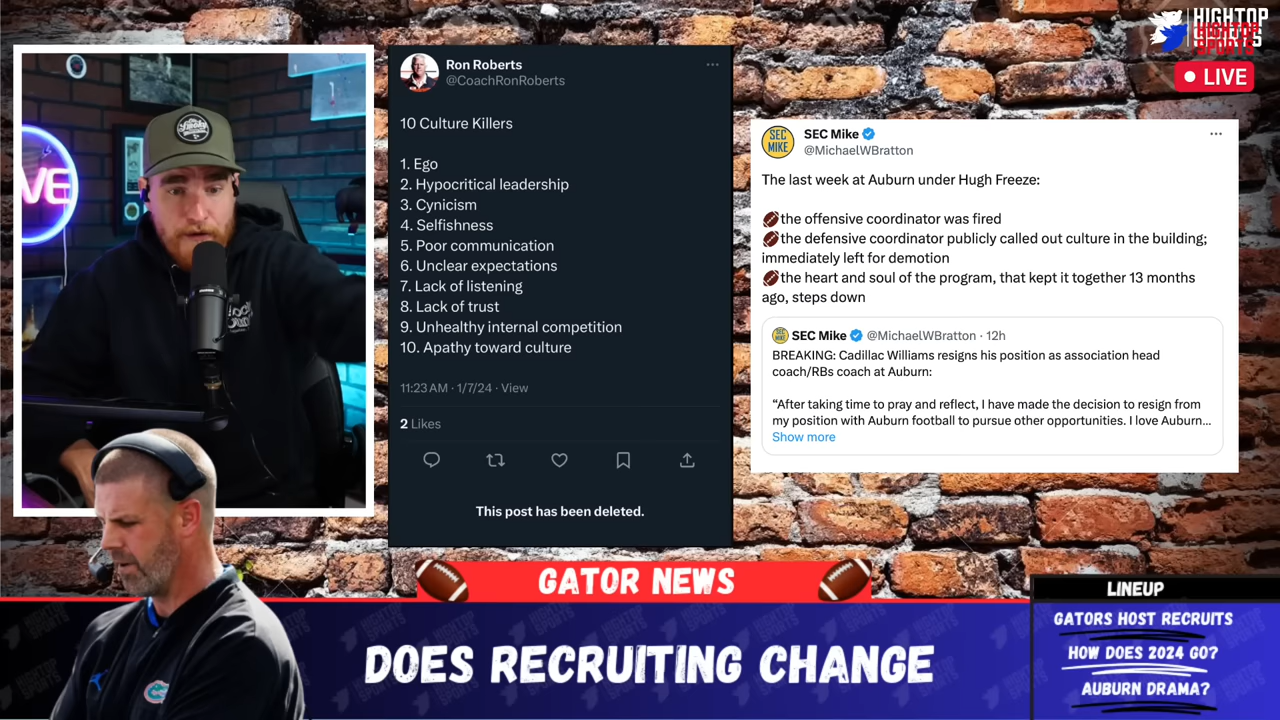 HIGHTOP
SPORTS
LIVE
VE
Ron Roberts
@CoachRonRoberts
10 Culture Killers
1. Ego
2. Hypocritical leadership
3. Cynicism
4. Selfishness
5. Poor communication
6. Unclear expectations
7. Lack of listening
8. Lack of trust
9. Unhealthy internal competition
10. Apathy toward culture
11:23 AM · 1/7/24 · View
2 Likes
This post has been deleted.
SEC
MIKE
SEC Mike
@MichaelWBratton
The last week at Auburn under Hugh Freeze:
🏈the offensive coordinator was fired
🏈the defensive coordinator publicly called out culture in the building;
immediately left for demotion
🏈the heart and soul of the program, that kept it together 13 months
ago, steps down
SEC Mike @MichaelWBratton · 12h
BREAKING: Cadillac Williams resigns his position as association head
coach/RBs coach at Auburn:
“After taking time to pray and reflect, I have made the decision to resign from
my position with Auburn football to pursue other opportunities. I love Auburn...
Show more
GATOR NEWS
DOES RECRUITING CHANGE
LINEUP
GATORS HOST RECRUITS
HOW DOES 2024 GO?
AUBURN DRAMA?